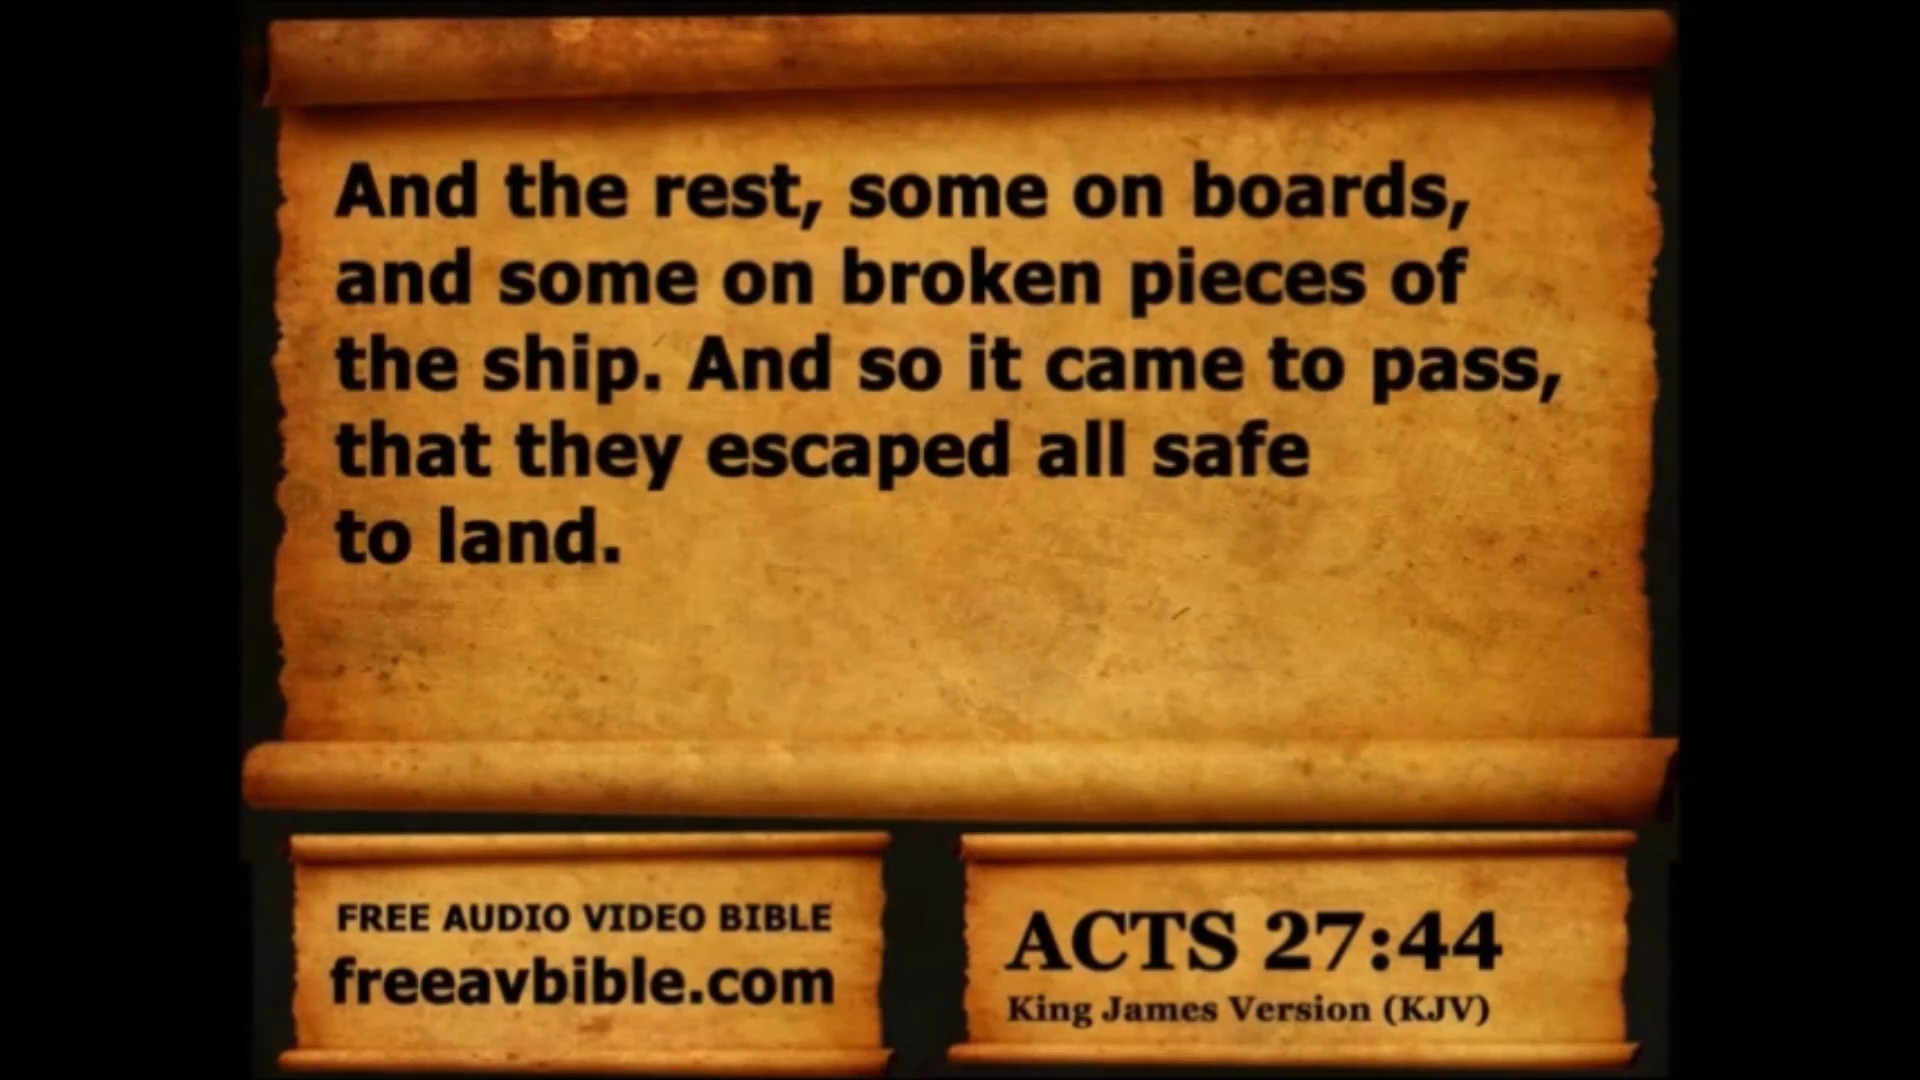 And the rest, some on boards,
and some on broken pieces of
the ship. And so it came to pass,
that they escaped all safe
to land.
FREE AUDIO VIDEO BIBLE
freeavbible.com
ACTS 27:44
King James Version (KJV)